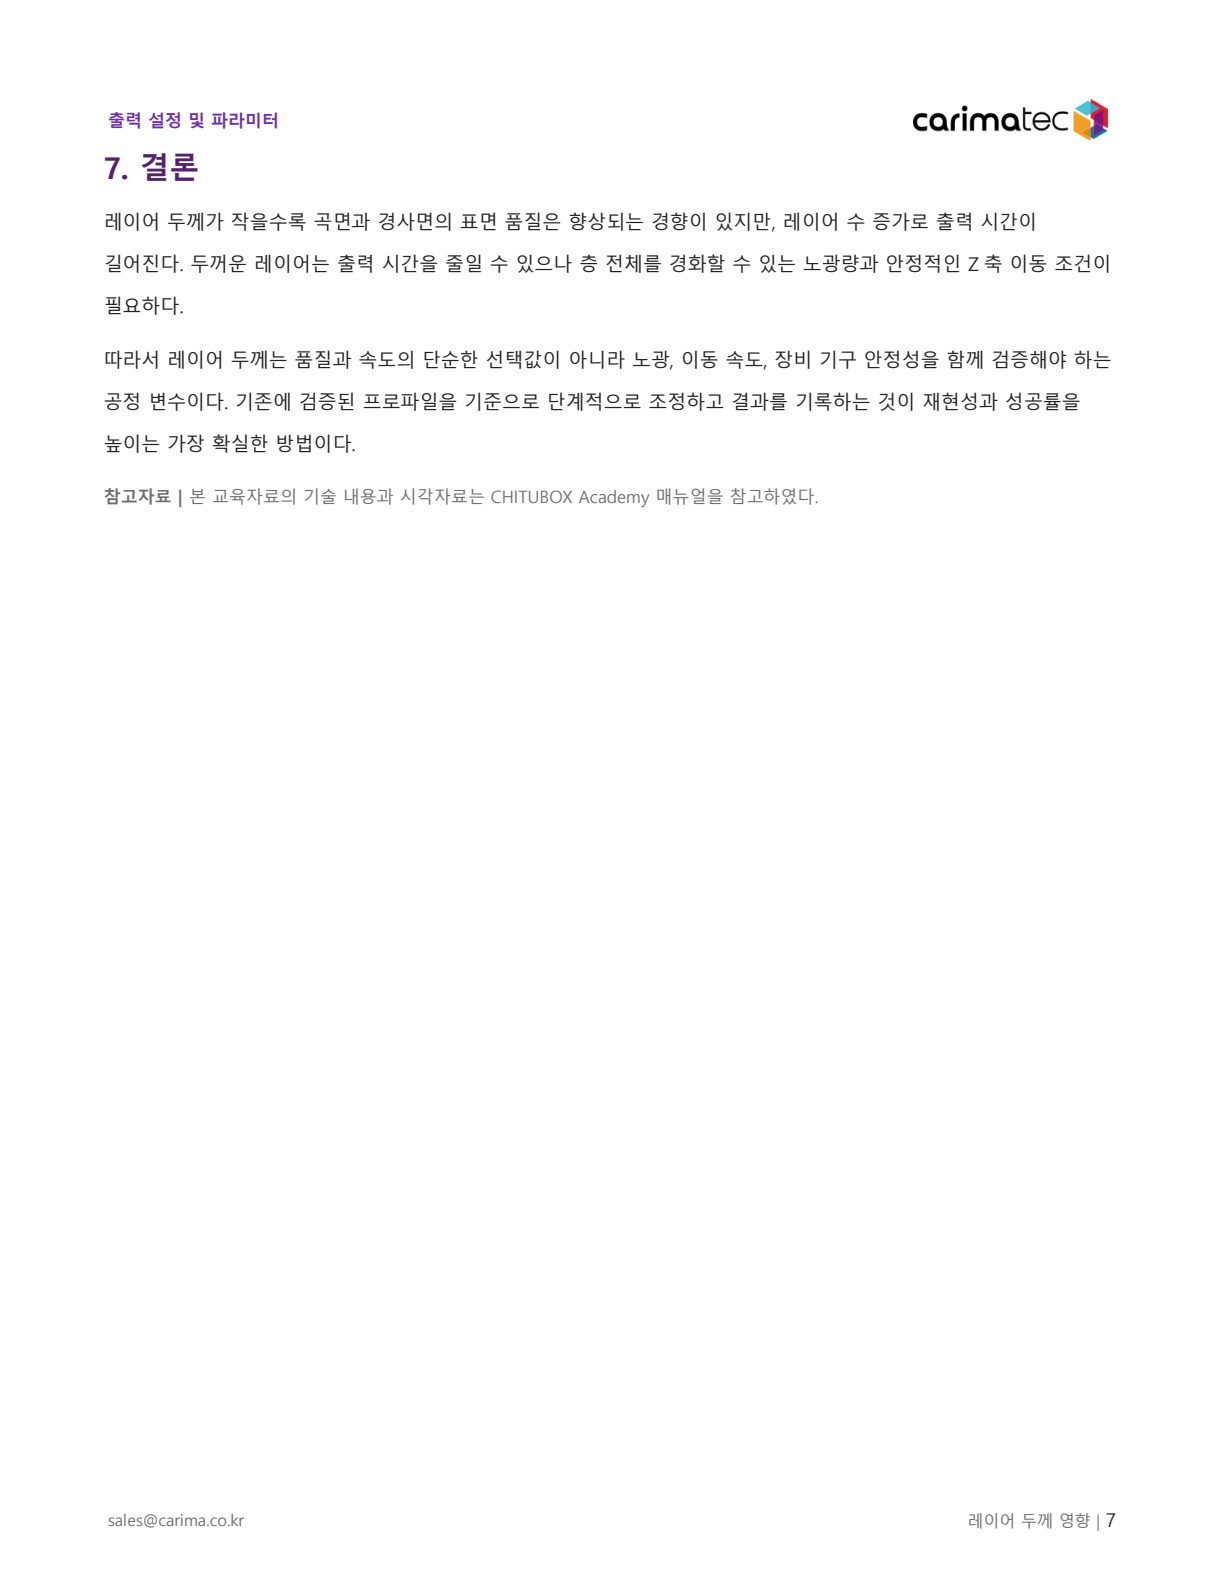 출력 설정 및 파라미터
carimatec
7. 결론
레이어 두께가 작을수록 곡면과 경사면의 표면 품질은 향상되는 경향이 있지만, 레이어 수 증가로 출력 시간이
길어진다. 두꺼운 레이어는 출력 시간을 줄일 수 있으나 층 전체를 경화할 수 있는 노광량과 안정적인 Z 축 이동 조건이
필요하다.
따라서 레이어 두께는 품질과 속도의 단순한 선택값이 아니라 노광, 이동 속도, 장비 기구 안정성을 함께 검증해야 하는
공정 변수이다. 기존에 검증된 프로파일을 기준으로 단계적으로 조정하고 결과를 기록하는 것이 재현성과 성공률을
높이는 가장 확실한 방법이다.
참고자료 | 본 교육자료의 기술 내용과 시각자료는 CHITUBOX Academy 매뉴얼을 참고하였다.
sales@carima.co.kr
레이어 두께 영향 | 7